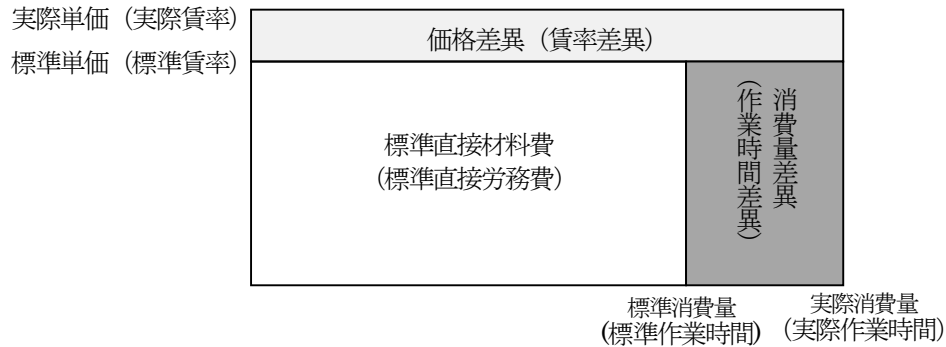 実際単価（実際賃率）
標準単価（標準賃率）
価格差異（賃率差異）
標準直接材料費
（標準直接労務費）
消費量差異
（作業時間差異）
標準消費量
（標準作業時間）
実際消費量
（実際作業時間）